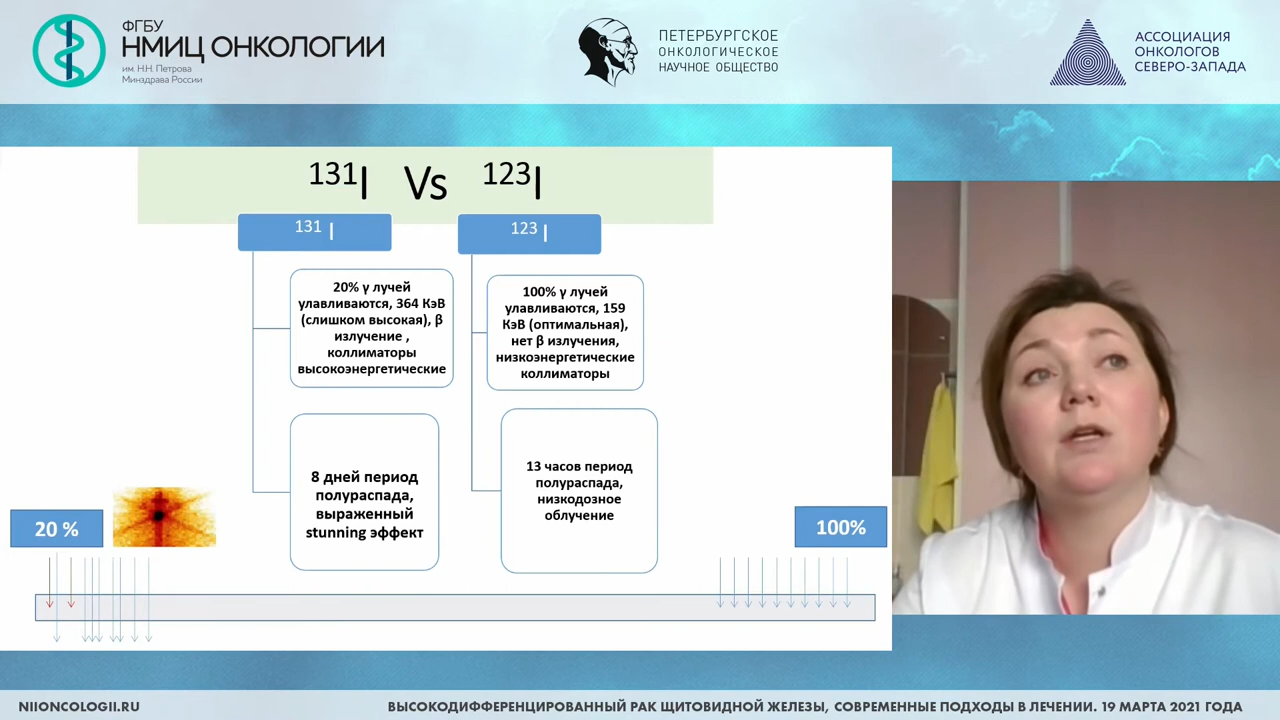 ФГБУ
НМИЦ ОНКОЛОГИИ
им. Н.Н. Петрова
Минздрава России
ПЕТЕРБУРГСКОЕ
ОНКОЛОГИЧЕСКОЕ
НАУЧНОЕ ОБЩЕСТВО
АССОЦИАЦИЯ
ОНКОЛОГОВ
СЕВЕРО-ЗАПАДА
131I Vs 123I
131 I
123 I
20% γ лучей
улавливаются, 364 КэВ
(слишком высокая), β
излучение ,
коллиматоры
высокоэнергетические
100% γ лучей
улавливаются, 159
КэВ (оптимальная),
нет β излучения,
низкоэнергетические
коллиматоры
8 дней период
полураспада,
выраженный
stunning эффект
13 часов период
полураспада,
низкодозное
облучение
20 %
100%
NIIONCOLOGII.RU
ВЫСОКОДИФФЕРЕНЦИРОВАННЫЙ РАК ЩИТОВИДНОЙ ЖЕЛЕЗЫ, СОВРЕМЕННЫЕ ПОДХОДЫ В ЛЕЧЕНИИ. 19 МАРТА 2021 ГОДА